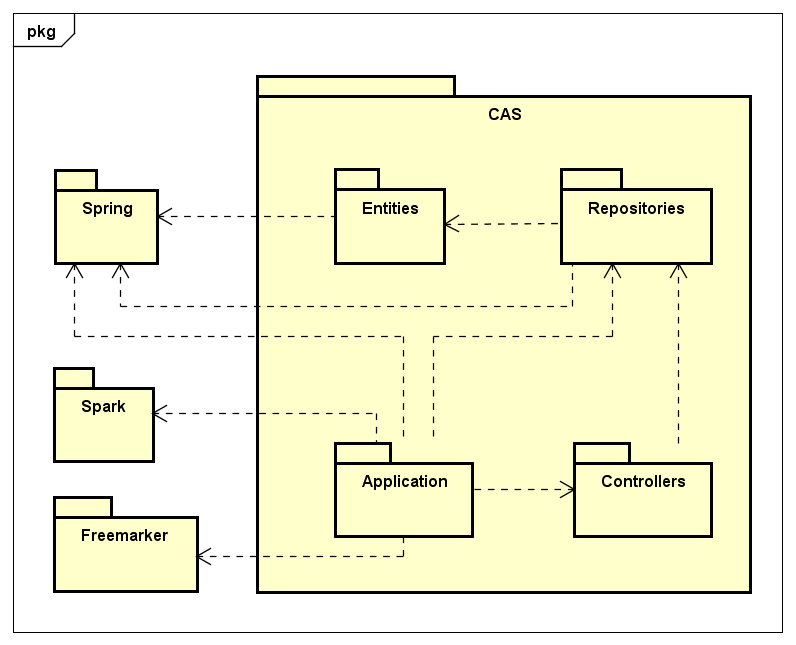 pkg
CAS
Spring
Entities
Repositories
Spark
Application
Controllers
Freemarker